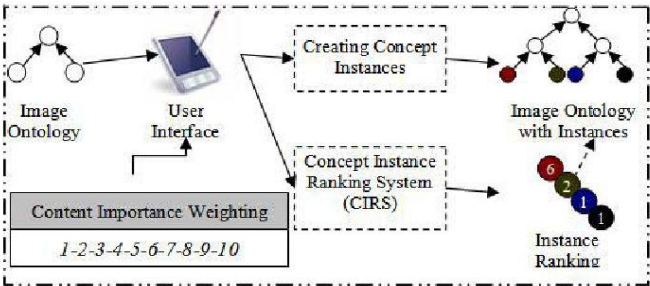 Image
Ontology
User
Interface
Creating Concept
Instances
Image Ontology
with Instances
Concept Instance
Ranking System
(CIRS)
6
2
1
1
Instance
Ranking
Content Importance Weighting
1-2-3-4-5-6-7-8-9-10